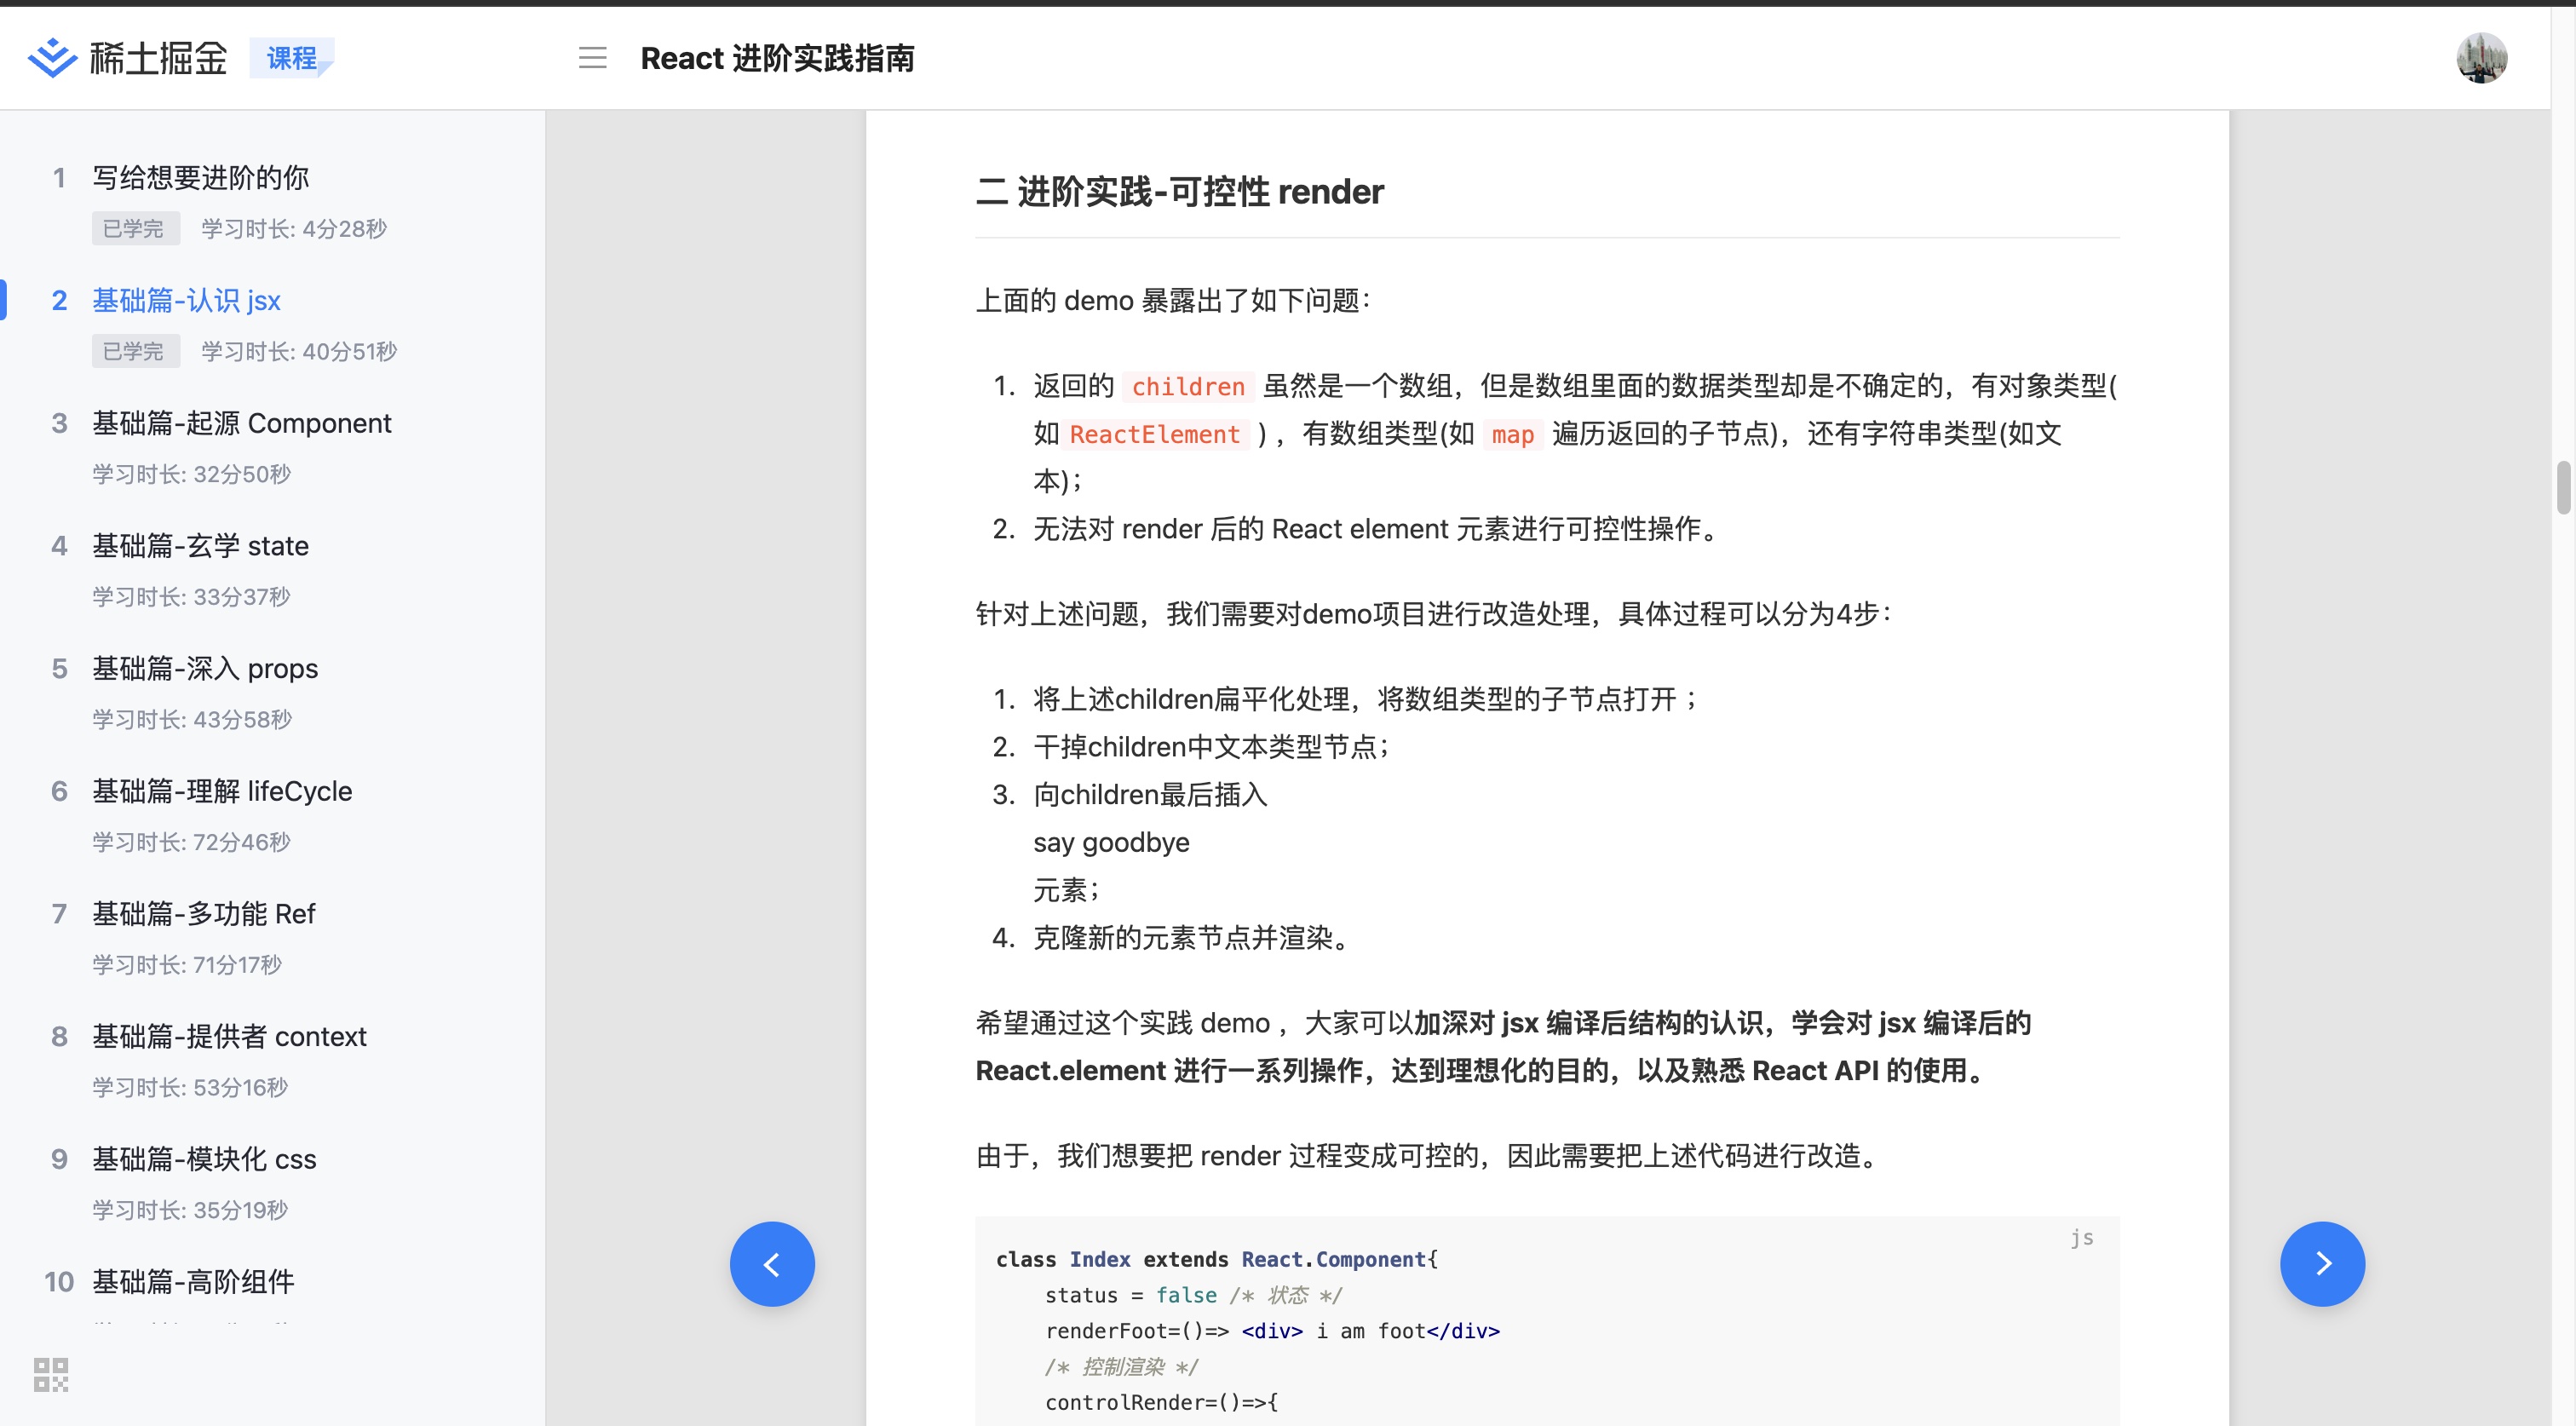 稀土掘金 课程
React 进阶实践指南
1 写给想要进阶的你
已学完 学习时长: 4分28秒
2 基础篇-认识 jsx
已学完 学习时长: 40分51秒
3 基础篇-起源 Component
学习时长: 32分50秒
4 基础篇-玄学 state
学习时长: 33分37秒
5 基础篇-深入 props
学习时长: 43分58秒
6 基础篇-理解 lifeCycle
学习时长: 72分46秒
7 基础篇-多功能 Ref
学习时长: 71分17秒
8 基础篇-提供者 context
学习时长: 53分16秒
9 基础篇-模块化 css
学习时长: 35分19秒
10 基础篇-高阶组件
二 进阶实践-可控性 render
上面的 demo 暴露出了如下问题：
1. 返回的 children 虽然是一个数组，但是数组里面的数据类型却是不确定的，有对象类型(
如 ReactElement ) ，有数组类型(如 map 遍历返回的子节点)，还有字符串类型(如文
本)；
2. 无法对 render 后的 React element 元素进行可控性操作。
针对上述问题，我们需要对demo项目进行改造处理，具体过程可以分为4步：
1. 将上述children扁平化处理，将数组类型的子节点打开 ；
2. 干掉children中文本类型节点；
3. 向children最后插入
say goodbye
元素；
4. 克隆新的元素节点并渲染。
希望通过这个实践 demo ，大家可以加深对 jsx 编译后结构的认识，学会对 jsx 编译后的
React.element 进行一系列操作，达到理想化的目的，以及熟悉 React API 的使用。
由于，我们想要把 render 过程变成可控的，因此需要把上述代码进行改造。
js
class Index extends React.Component{
status = false /* 状态 */
renderFoot=()=> <div> i am foot</div>
/* 控制渲染 */
controlRender=()=>{